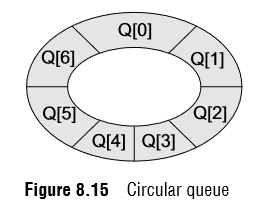 Q[0]
Q[6] Q[1]
Q[5] Q[2]
Q[4] Q[3]
Figure 8.15 Circular queue